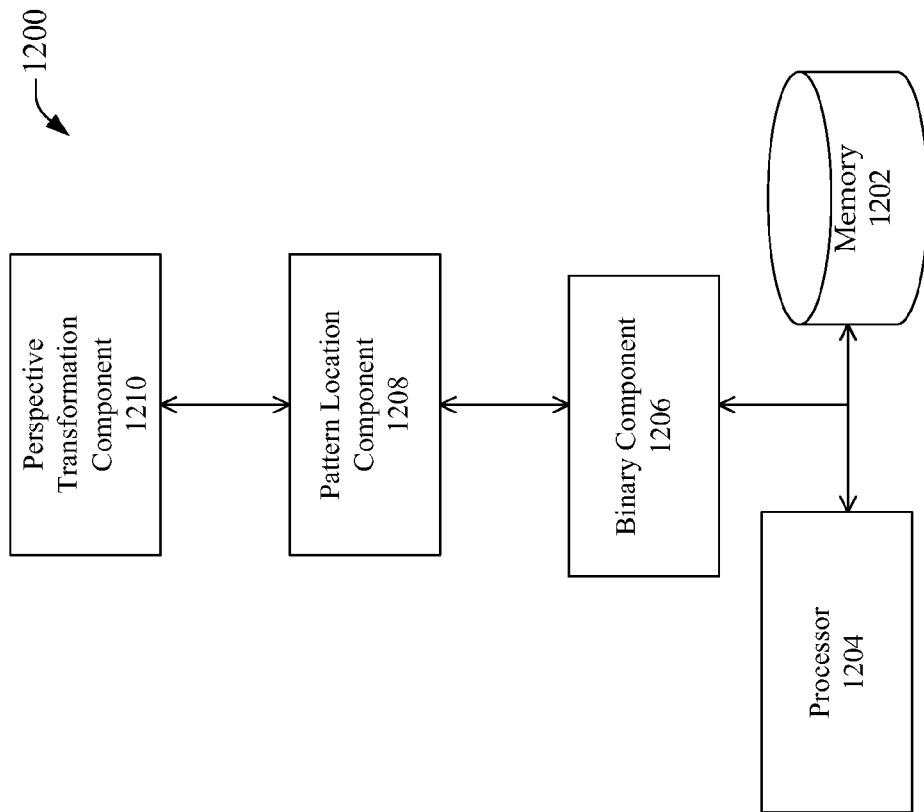 1200
Perspective
Transformation
Component
1210
Pattern Location
Component
1208
Binary Component
1206
Processor
1204
Memory
1202